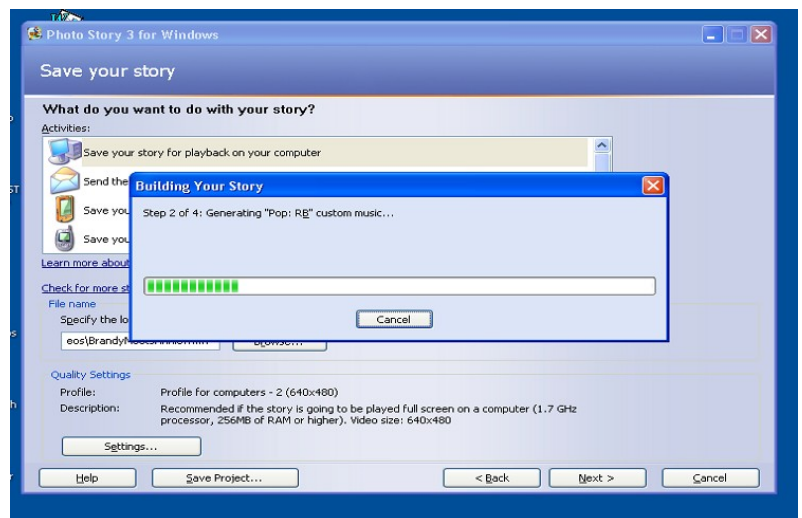 Photo Story 3 for Windows
Save your story
What do you want to do with your story?
Activities:
Save your story for playback on your computer
Send the
Building Your Story
Save you
Step 2 of 4: Generating "Pop: RB" custom music...
Save you
Learn more about
Check for more st
File name
Specify the lo
Cancel
eos\BrandyM
Browse...
Quality Settings
Profile: Profile for computers - 2 (640x480)
Description: Recommended if the story is going to be played full screen on a computer (1.7 GHz
processor, 256MB of RAM or higher). Video size: 640x480
Settings...
Help Save Project... < Back Next > Cancel